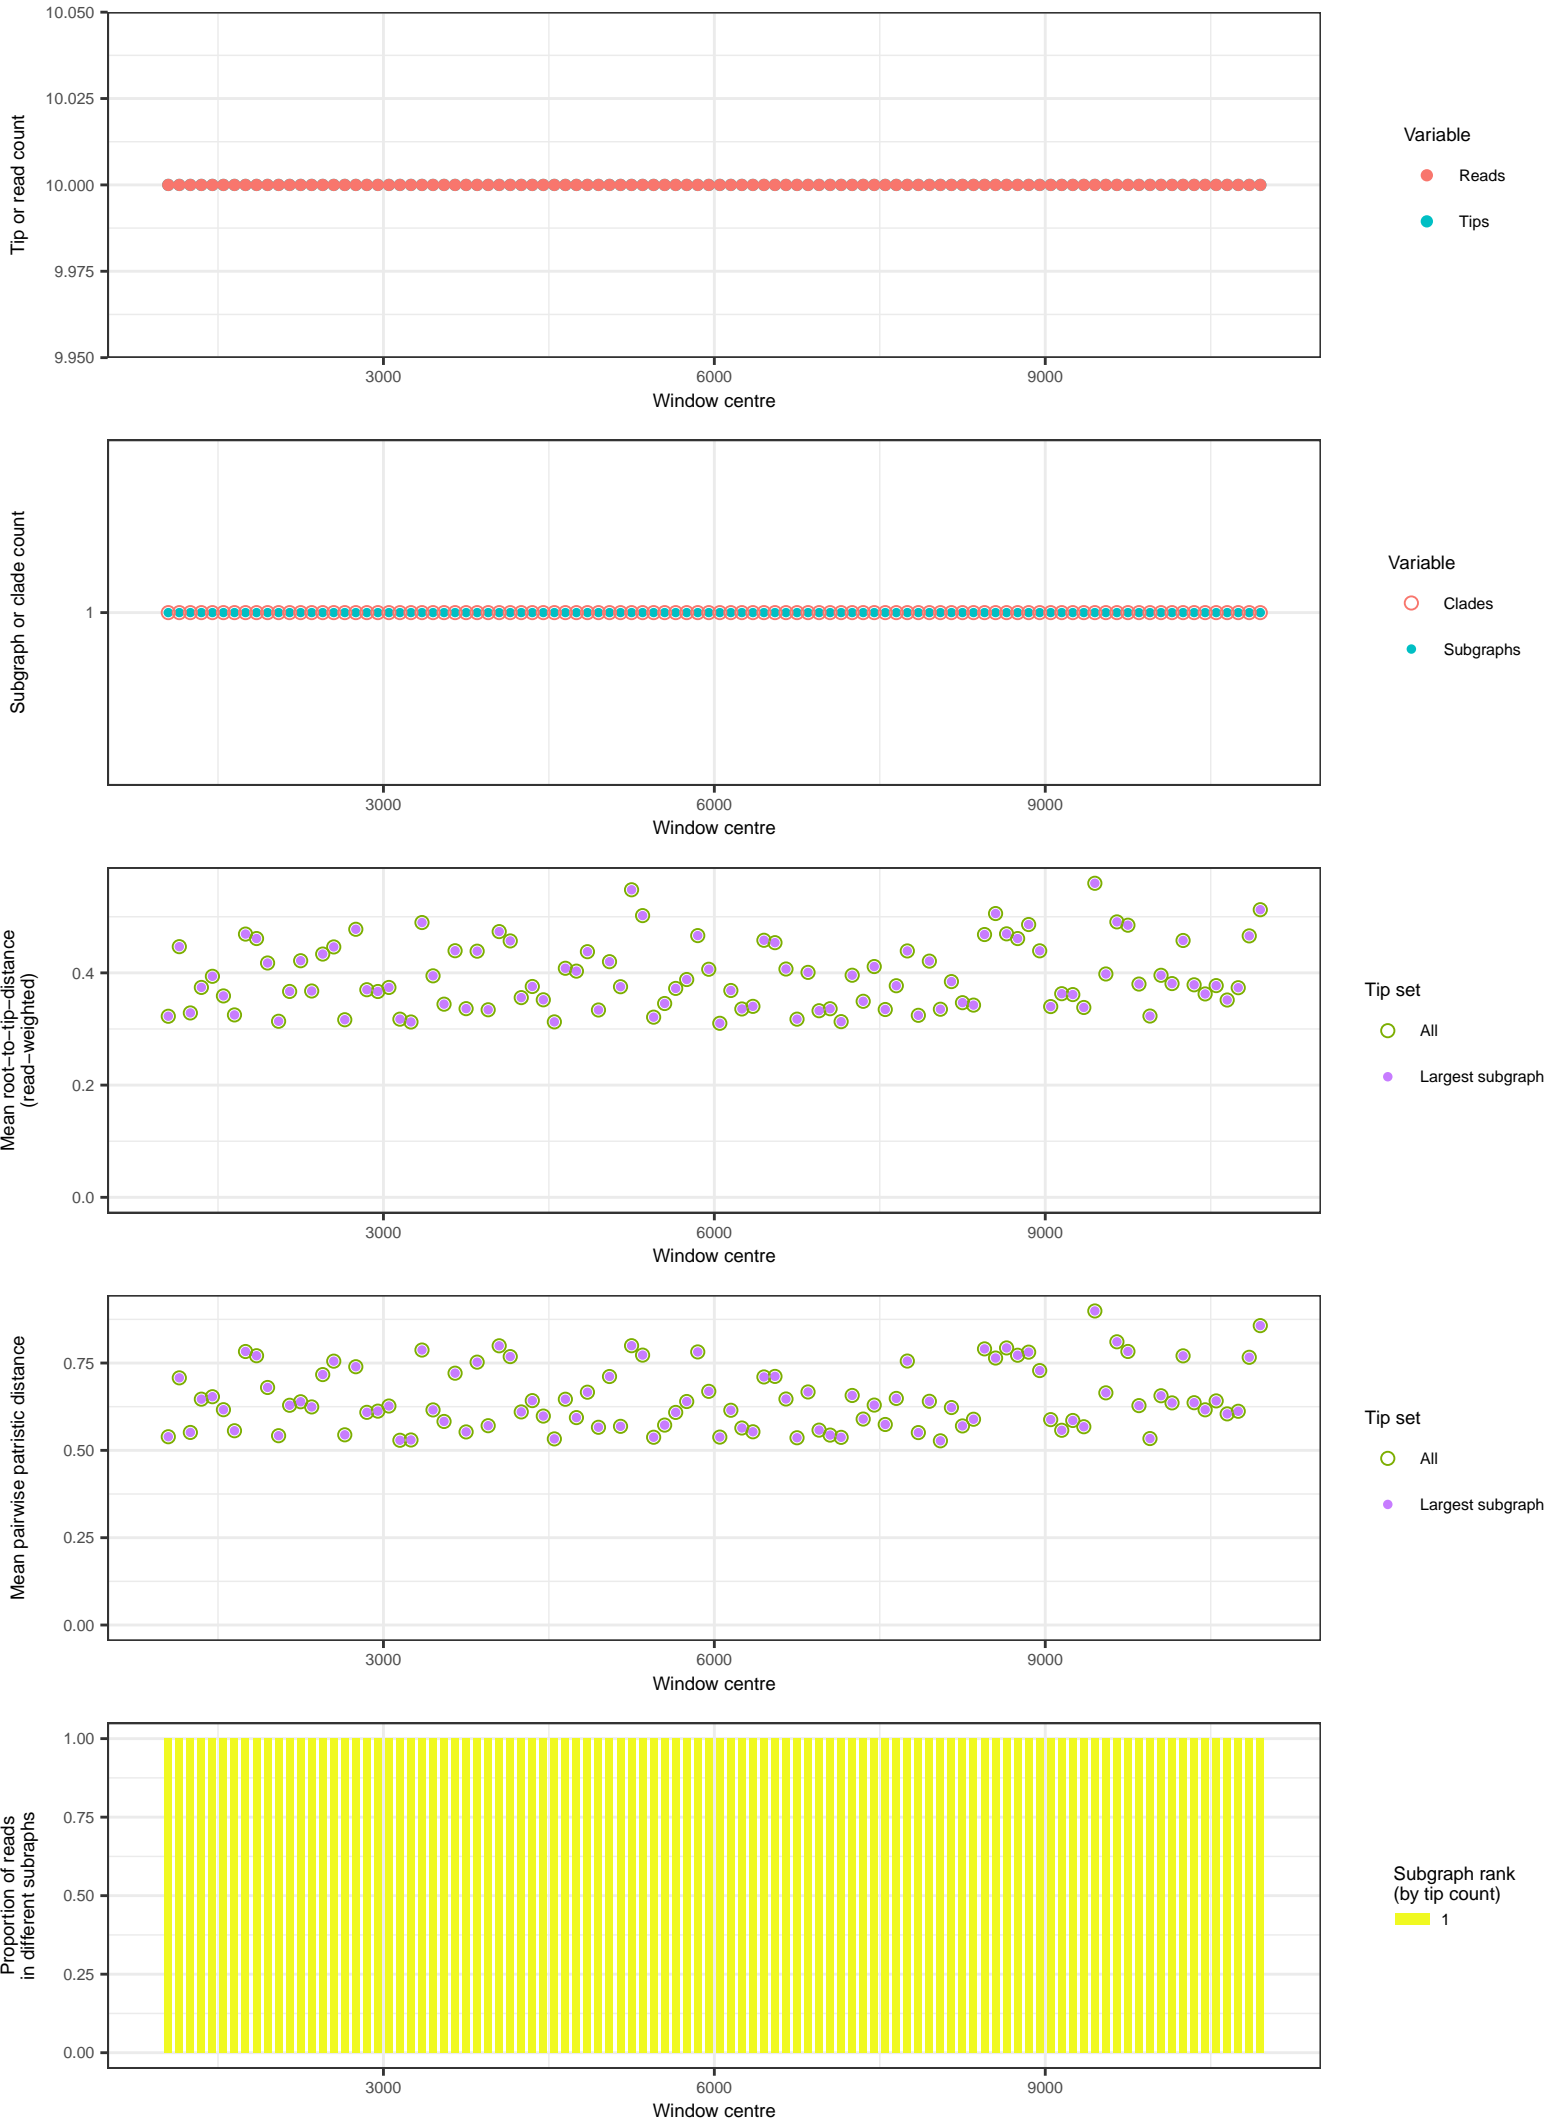 10.050
10.025
10.000
9.975
9.950
Tip or read count
3000
6000
9000
Window centre
Variable
Reads
Tips
1
Subgraph or clade count
3000
6000
9000
Window centre
Variable
Clades
Subgraphs
0.4
0.2
0.0
Mean root−to−tip−distance
(read−weighted)
3000
6000
9000
Window centre
Tip set
All
Largest subgraph
0.75
0.50
0.25
0.00
Mean pairwise patristic distance
3000
6000
9000
Window centre
Tip set
All
Largest subgraph
1.00
0.75
0.50
0.25
0.00
Proportion of reads
in different subraphs
3000
6000
9000
Window centre
Subgraph rank
(by tip count)
1